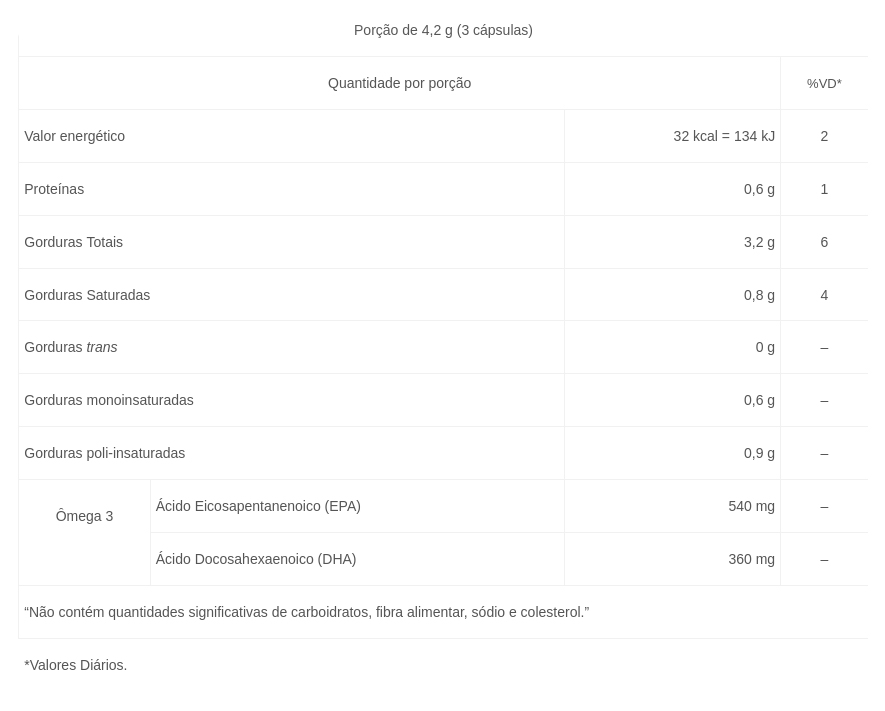 Porção de 4,2 g (3 cápsulas)
Quantidade por porção %VD*
Valor energético 32 kcal = 134 kJ 2
Proteínas 0,6 g 1
Gorduras Totais 3,2 g 6
Gorduras Saturadas 0,8 g 4
Gorduras trans 0 g –
Gorduras monoinsaturadas 0,6 g –
Gorduras poli-insaturadas 0,9 g –
Ômega 3 Ácido Eicosapentanenoico (EPA) 540 mg –
Ácido Docosahexaenoico (DHA) 360 mg –
“Não contém quantidades significativas de carboidratos, fibra alimentar, sódio e colesterol.”
*Valores Diários.